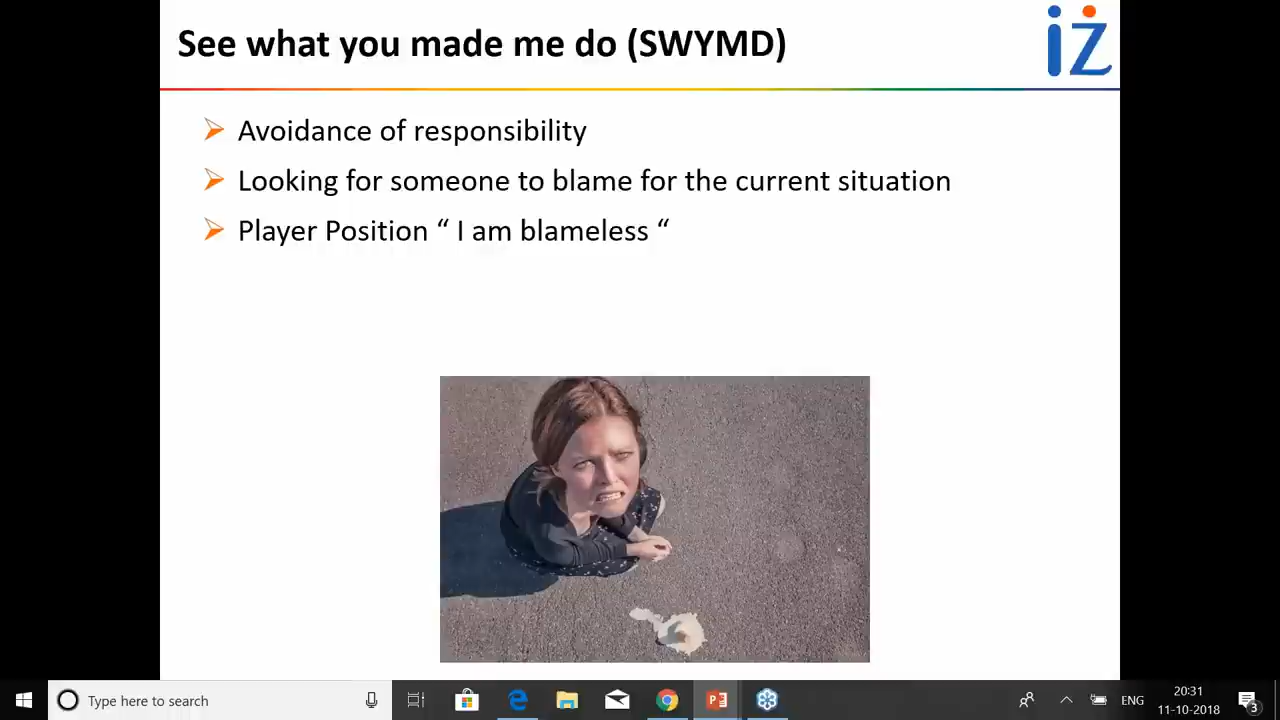 See what you made me do (SWYMD)
iz
Avoidance of responsibility
Looking for someone to blame for the current situation
Player Position “ I am blameless “
Type here to search
ENG
20:31
11-10-2018
3